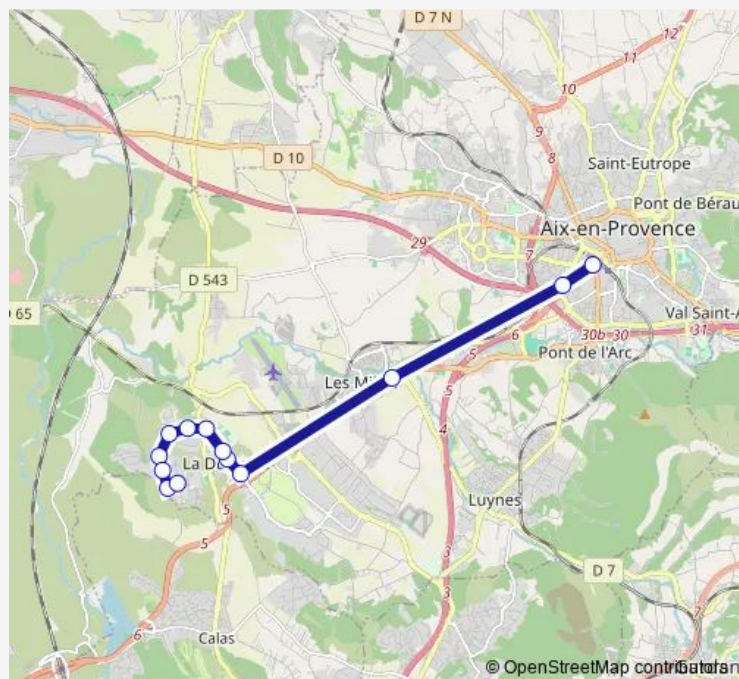 D 7 N
12
11
10
9
8
D 10
Saint-Eutrope
Pont de Bérau
Aix-en-Provence
29
7
D 543
65
Val Saint-A
6
30b 30
31
5
Pont de l'Arc
Les Mi
4
La D
5
Luynes
5
3
D 7
3
6
Calas
7
© OpenStreetMap contributors